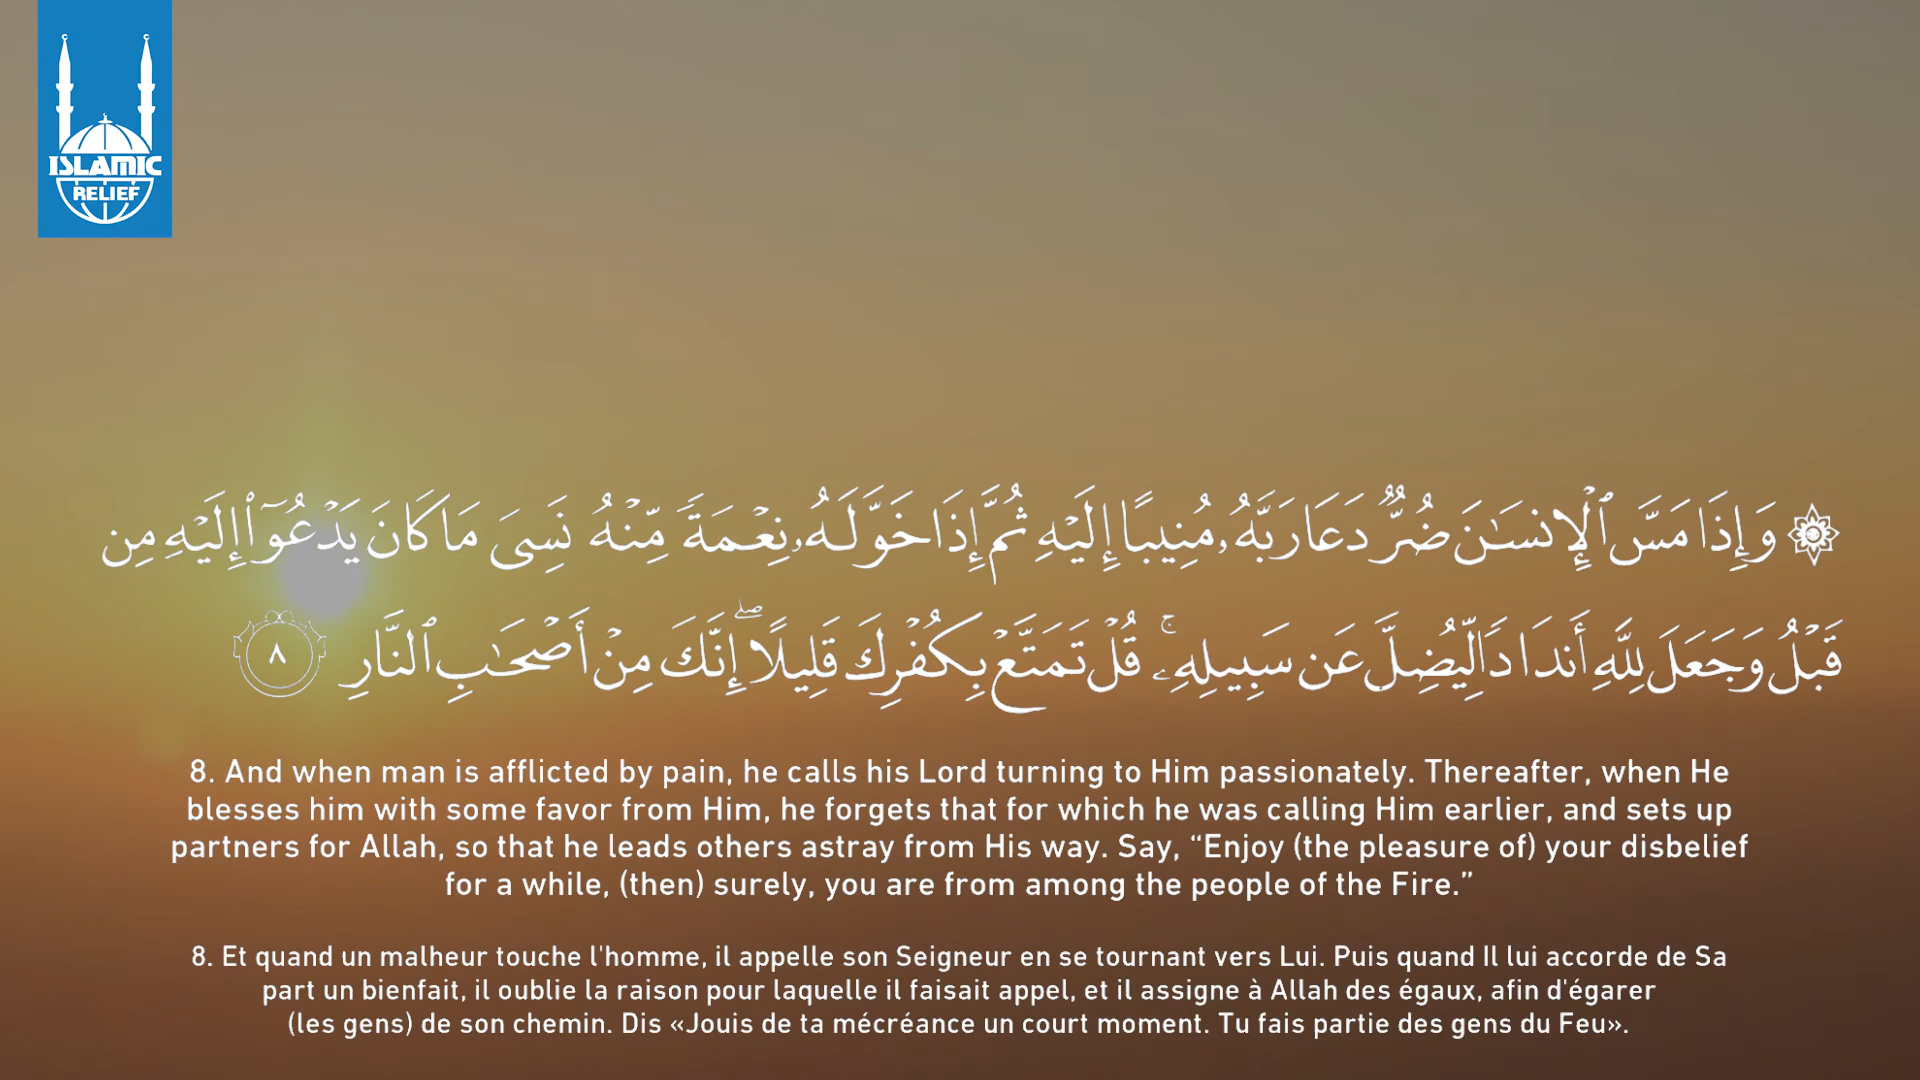 ISLAMIC
RELIEF
۞ وَإِذَا مَسَّ ٱلْإِنسَـٰنَ ضُرٌّ دَعَا رَبَّهُۥ مُنِيبًا إِلَيْهِ ثُمَّ إِذَا خَوَّلَهُۥ نِعْمَةً مِّنْهُ نَسِىَ مَا كَانَ يَدْعُوٓا۟ إِلَيْهِ مِن
قَبْلُ وَجَعَلَ لِلَّهِ أَندَادًا لِّيُضِلَّ عَن سَبِيلِهِۦ ۚ قُلْ تَمَتَّعْ بِكُفْرِكَ قَلِيلًا ۖ إِنَّكَ مِنْ أَصْحَـٰبِ ٱلنَّارِ ٨
8. And when man is afflicted by pain, he calls his Lord turning to Him passionately. Thereafter, when He
blesses him with some favor from Him, he forgets that for which he was calling Him earlier, and sets up
partners for Allah, so that he leads others astray from His way. Say, “Enjoy (the pleasure of) your disbelief
for a while, (then) surely, you are from among the people of the Fire.”
8. Et quand un malheur touche l'homme, il appelle son Seigneur en se tournant vers Lui. Puis quand Il lui accorde de Sa
part un bienfait, il oublie la raison pour laquelle il faisait appel, et il assigne à Allah des égaux, afin d'égarer
(les gens) de son chemin. Dis «Jouis de ta mécréance un court moment. Tu fais partie des gens du Feu».